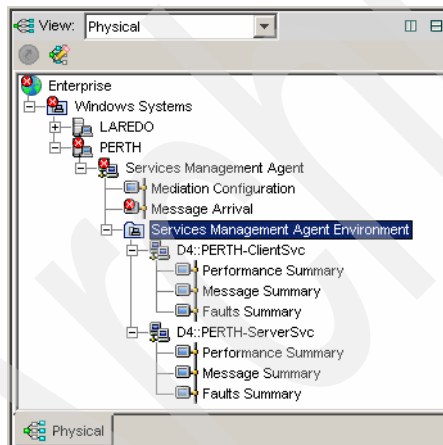 View: Physical
Enterprise
Windows Systems
LAREDO
PERTH
Services Management Agent
Mediation Configuration
Message Arrival
Services Management Agent Environment
D4::PERTH-ClientSvc
Performance Summary
Message Summary
Faults Summary
D4::PERTH-ServerSvc
Performance Summary
Message Summary
Faults Summary
Physical